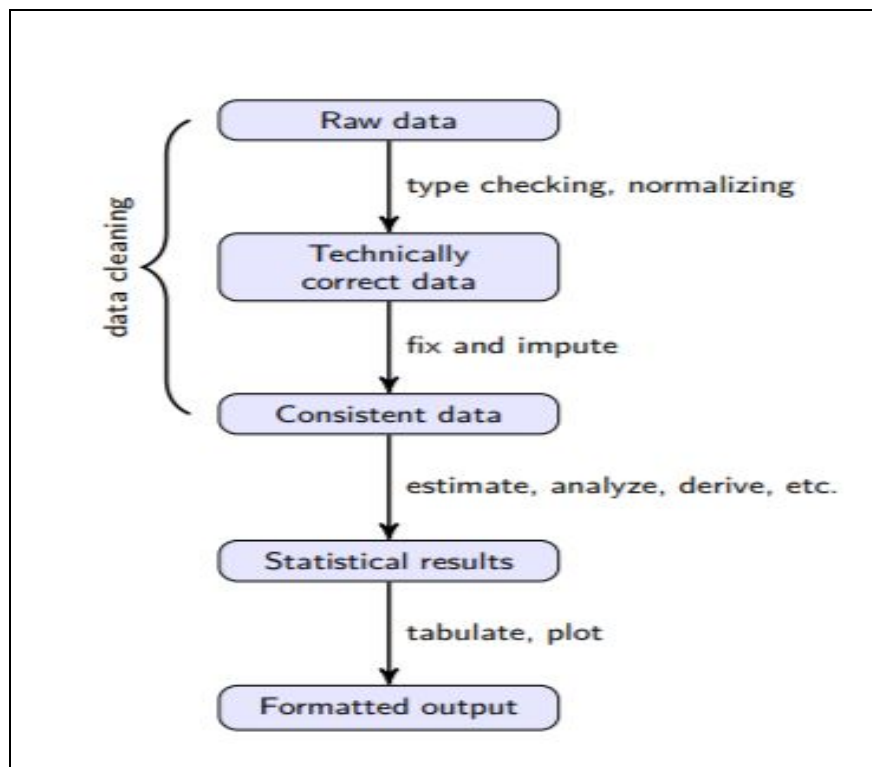 Raw data
type checking, normalizing
data cleaning
Technically
correct data
fix and impute
Consistent data
estimate, analyze, derive, etc.
Statistical results
tabulate, plot
Formatted output